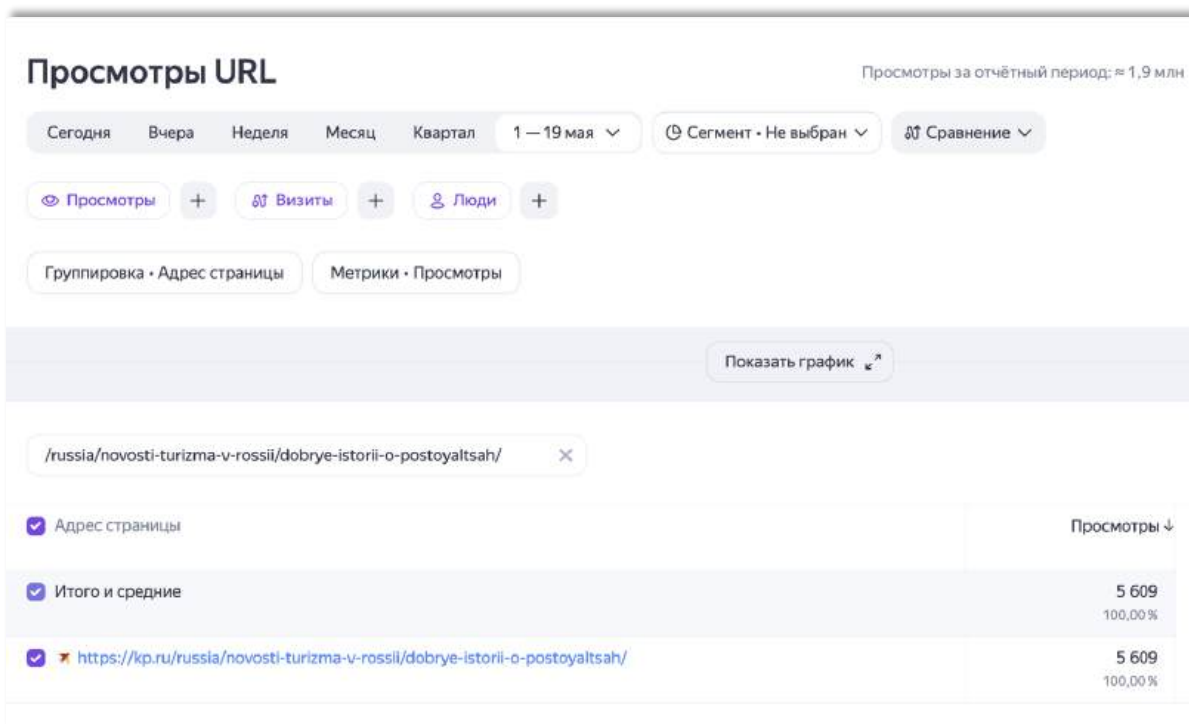 Просмотры URL
Просмотры за отчётный период: ≈ 1,9 млн
Сегодня Вчера Неделя Месяц Квартал 1 — 19 мая Сегмент • Не выбран Сравнение
Просмотры + Визиты + Люди +
Группировка • Адрес страницы Метрики • Просмотры
Показать график
/russia/novosti-turizma-v-rossii/dobrye-istorii-o-postoyaltsah/
Адрес страницы Просмотры ↓
Итого и средние 5 609
100,00 %
https://kp.ru/russia/novosti-turizma-v-rossii/dobrye-istorii-o-postoyaltsah/ 5 609
100,00 %